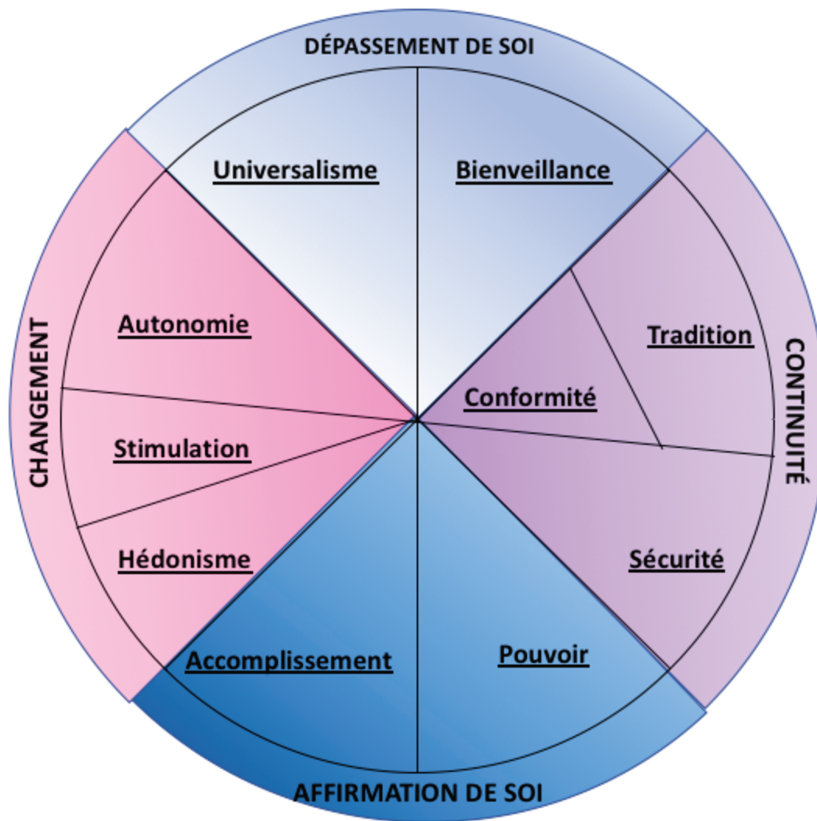 DÉPASSEMENT DE SOI
Universalisme
Bienveillance
Autonomie
Tradition
CHANGEMENT
Conformité
CONTINUITÉ
Stimulation
Hédonisme
Sécurité
Accomplissement
Pouvoir
AFFIRMATION DE SOI